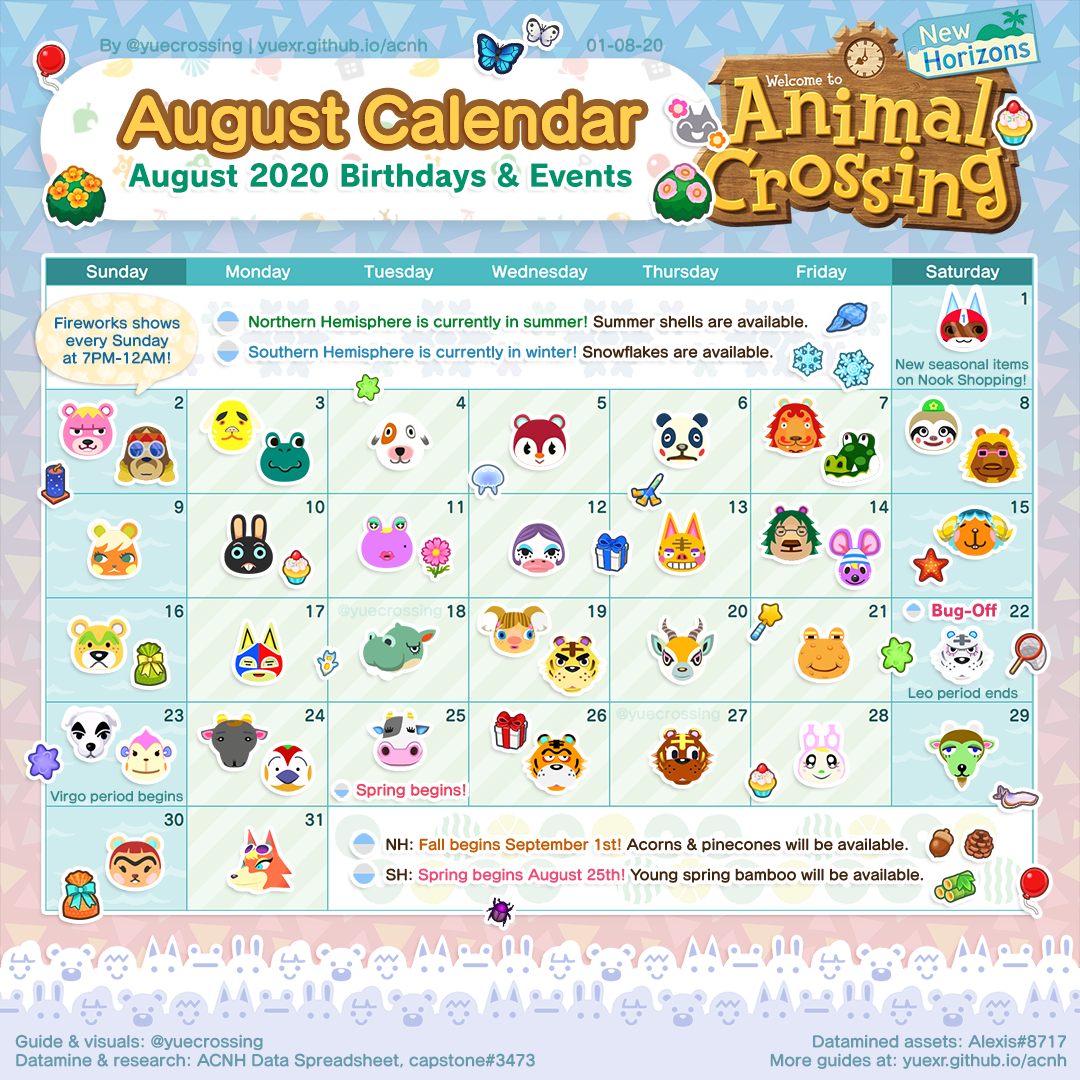 By @yuecrossing | yuexr.github.io/acnh
01-08-20
New
Horizons
Welcome to
Animal
Crossing
August Calendar
August 2020 Birthdays & Events
Sunday Monday Tuesday Wednesday Thursday Friday Saturday
Fireworks shows
every Sunday
at 7PM-12AM!
Northern Hemisphere is currently in summer! Summer shells are available.
Southern Hemisphere is currently in winter! Snowflakes are available.
1
New seasonal items
on Nook Shopping!
2 3 4 5 6 7 8
9 10 11 12 13 14 15
16 17 @yuecrossing 18 19 20 21 Bug-Off 22
Leo period ends
23 24 25 26 @yuecrossing 27 28 29
Virgo period begins
Spring begins!
30 31
NH: Fall begins September 1st! Acorns & pinecones will be available.
SH: Spring begins August 25th! Young spring bamboo will be available.
Guide & visuals: @yuecrossing
Datamine & research: ACNH Data Spreadsheet, capstone#3473
Datamined assets: Alexis#8717
More guides at: yuexr.github.io/acnh